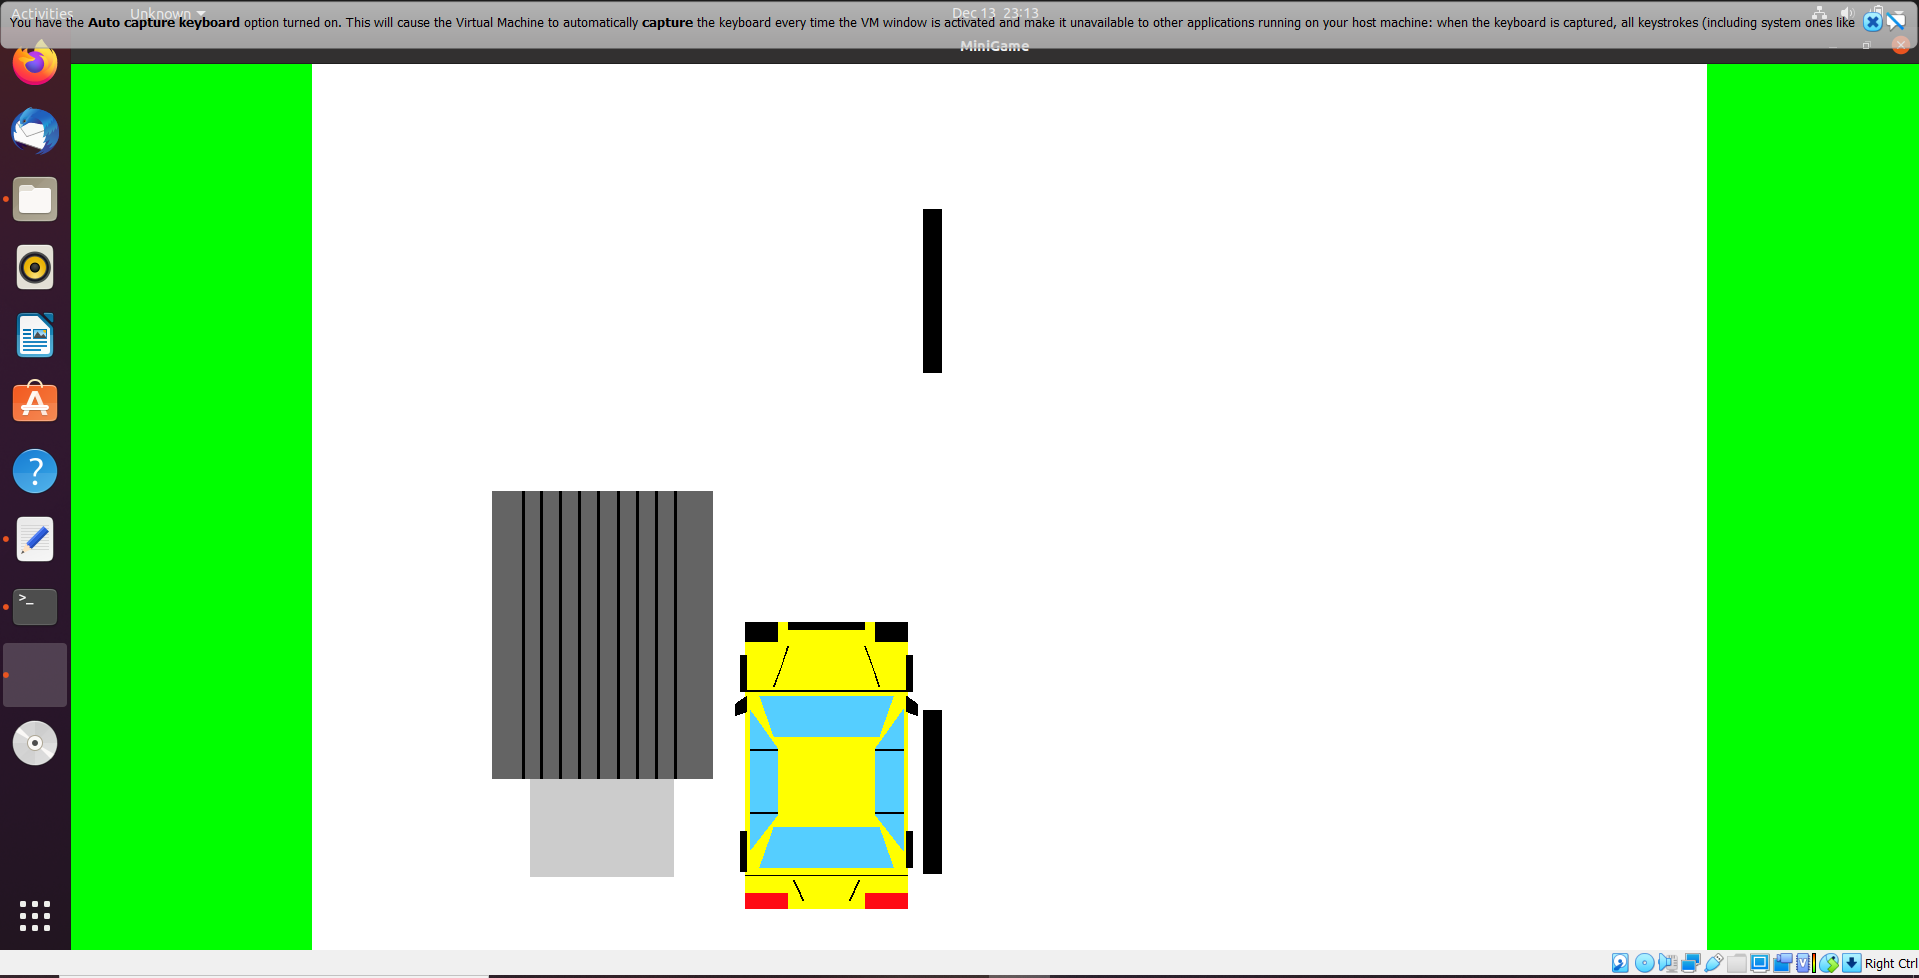 Activities
Unknown
Dec 13 23:13
You have the Auto capture keyboard option turned on. This will cause the Virtual Machine to automatically capture the keyboard every time the VM window is activated and make it unavailable to other applications running on your host machine: when the keyboard is captured, all keystrokes (including system ones like
MiniGame
Right Ctrl